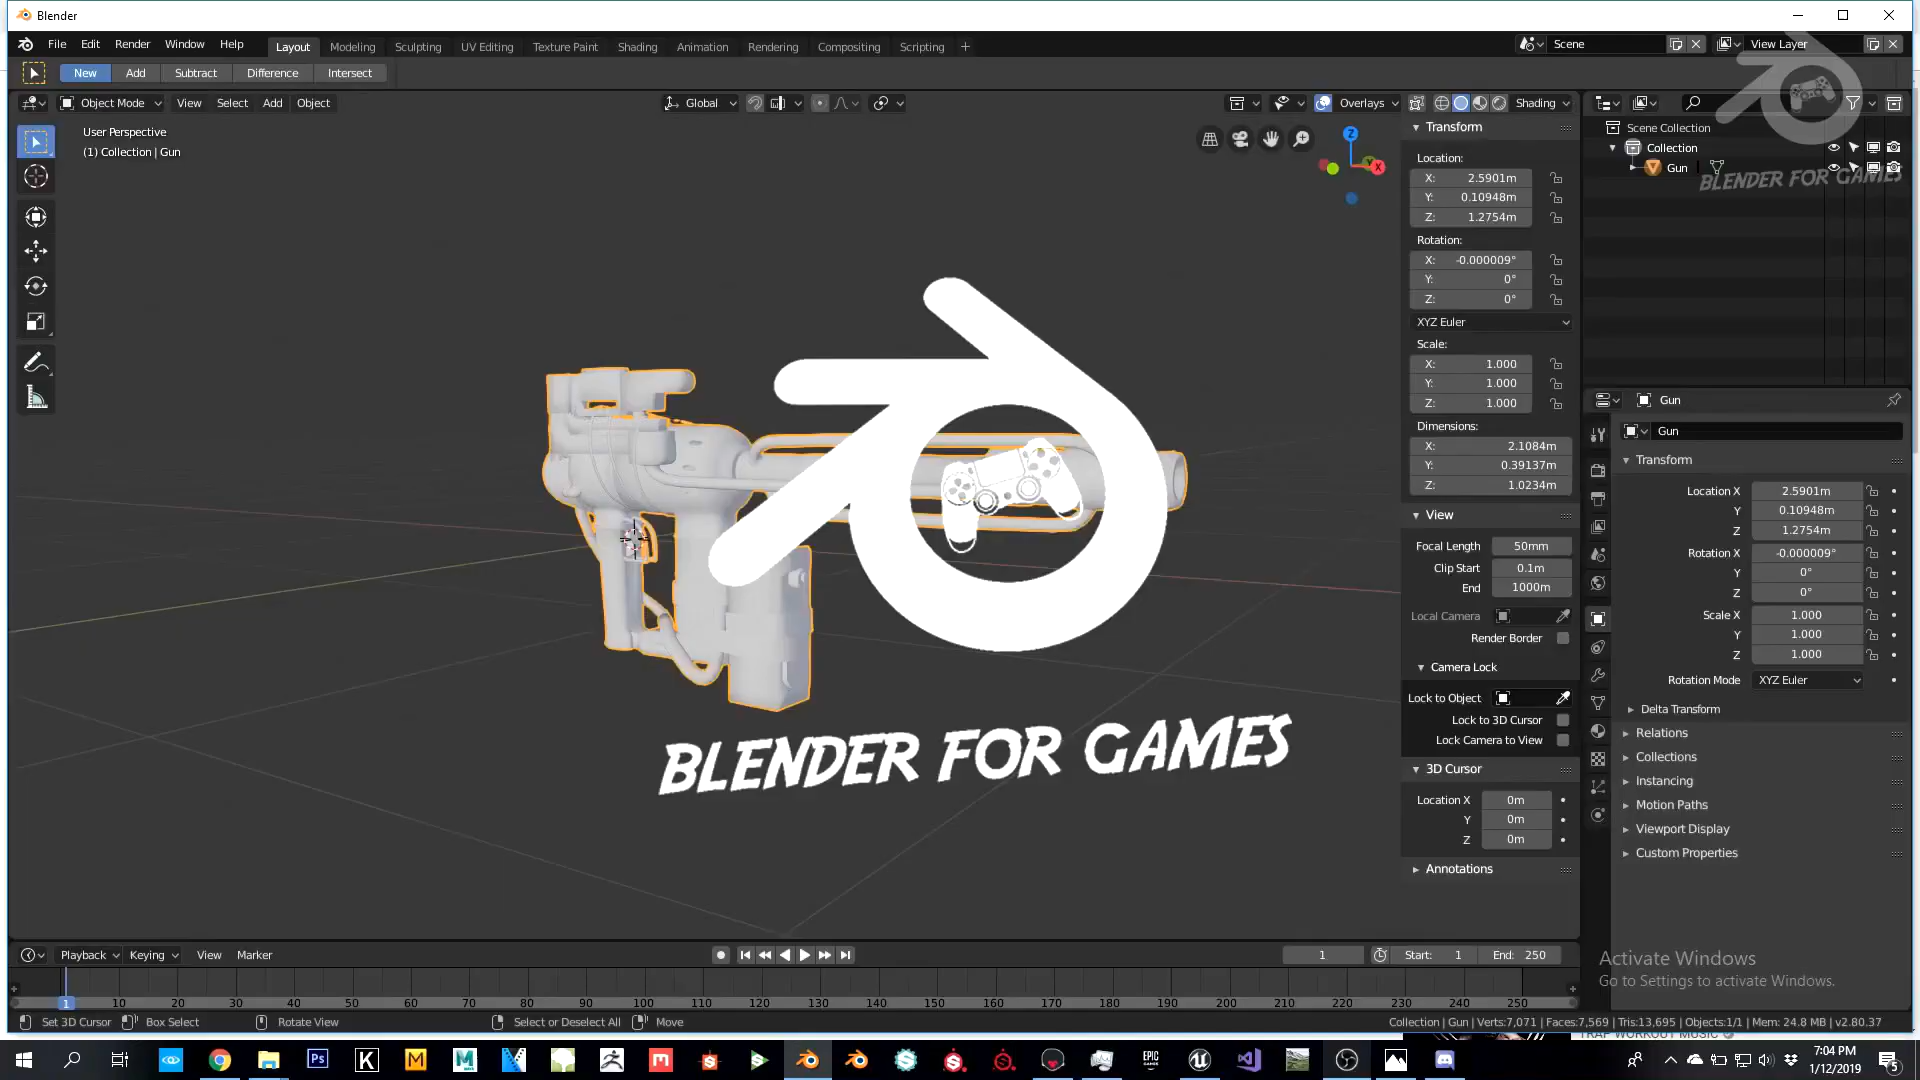 Blender
File Edit Render Window Help Layout Modeling Sculpting UV Editing Texture Paint Shading Animation Rendering Compositing Scripting + Scene View Layer
New Add Subtract Difference Intersect
Object Mode View Select Add Object Global Overlays Shading
User Perspective
(1) Collection | Gun
Z
X
Y
Transform
Location:
X: 2.5901m
Y: 0.10948m
Z: 1.2754m
Rotation:
X: -0.000009°
Y: 0°
Z: 0°
XYZ Euler
Scale:
X: 1.000
Y: 1.000
Z: 1.000
Dimensions:
X: 2.1084m
Y: 0.39137m
Z: 1.0234m
View
Focal Length 50mm
Clip Start 0.1m
End 1000m
Local Camera
Render Border
Camera Lock
Lock to Object
Lock to 3D Cursor
Lock Camera to View
3D Cursor
Location X 0m
Y 0m
Z 0m
Annotations
Scene Collection
Collection
Gun
BLENDER FOR GAMES
Gun
Gun
Transform
Location X 2.5901m
Y 0.10948m
Z 1.2754m
Rotation X -0.000009°
Y 0°
Z 0°
Scale X 1.000
Y 1.000
Z 1.000
Rotation Mode XYZ Euler
Delta Transform
Relations
Collections
Instancing
Motion Paths
Viewport Display
Custom Properties
BLENDER FOR GAMES
Activate Windows
Go to Settings to activate Windows.
Playback Keying View Marker 1 Start: 1 End: 250
1 10 20 30 40 50 60 70 80 90 100 110 120 130 140 150 160 170 180 190 200 210 220 230 240 250
Set 3D Cursor Box Select Rotate View Select or Deselect All Move Collection | Gun | Verts:7,071 | Faces:7,569 | Tris:13,695 | Objects:1/1 | Mem: 24.8 MB | v2.80.37
TRAP WORKOUT MUSIC
Ps K M M EPIC GAMES
7:04 PM
1/12/2019
5